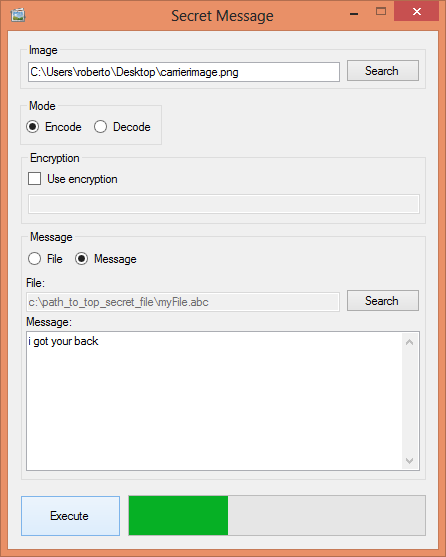 Secret Message
Image
C:\Users\roberto\Desktop\carrierimage.png
Search
Mode
Encode
Decode
Encryption
Use encryption
Message
File
Message
File:
c:\path_to_top_secret_file\myFile.abc
Search
Message:
i got your back
Execute